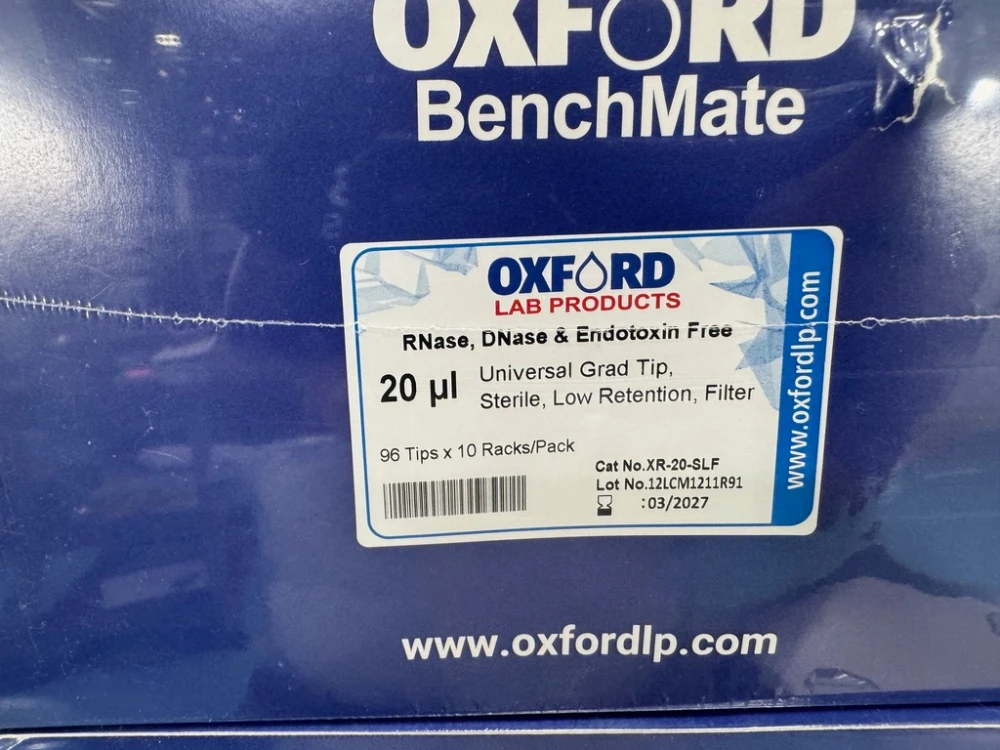 OXFORD
BenchMate
OXFORD
LAB PRODUCTS
RNase, DNase & Endotoxin Free
20 µl
Universal Grad Tip,
Sterile, Low Retention, Filter
96 Tips x 10 Racks/Pack
Cat No.XR-20-SLF
Lot No.12LCM1211R91
:03/2027
www.oxfordlp.com
www.oxfordlp.com